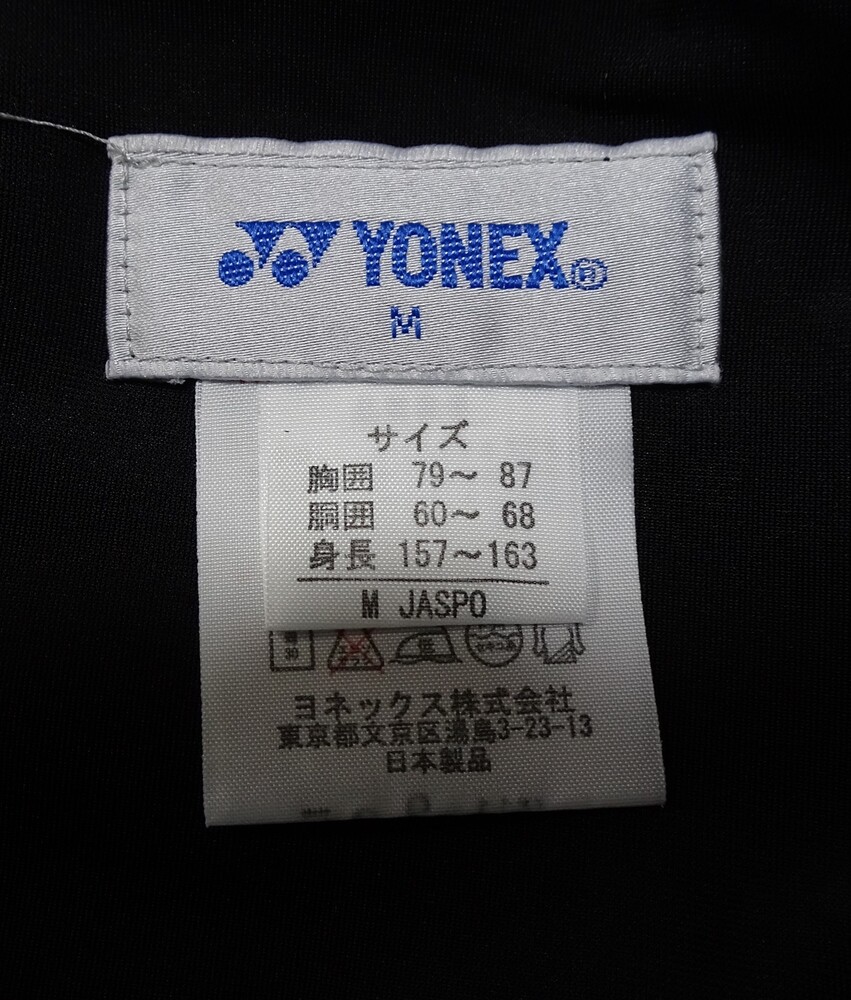 YONEX®
M
サイズ
胸囲 79～ 87
胴囲 60～ 68
身長 157～163
M JASPO
ヨネックス株式会社
東京都文京区湯島3-23-13
日本製品